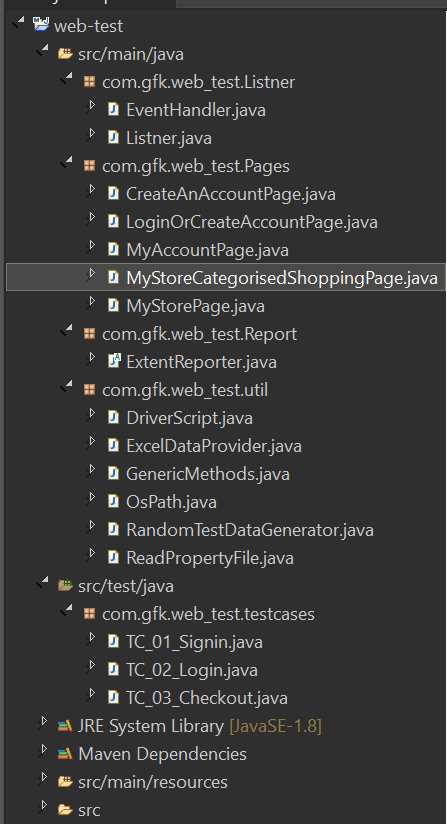 web-test
src/main/java
com.gfk.web_test.Listner
EventHandler.java
Listner.java
com.gfk.web_test.Pages
CreateAnAccountPage.java
LoginOrCreateAccountPage.java
MyAccountPage.java
MyStoreCategorisedShoppingPage.java
MyStorePage.java
com.gfk.web_test.Report
ExtentReporter.java
com.gfk.web_test.util
DriverScript.java
ExcelDataProvider.java
GenericMethods.java
OsPath.java
RandomTestDataGenerator.java
ReadPropertyFile.java
src/test/java
com.gfk.web_test.testcases
TC_01_Signin.java
TC_02_Login.java
TC_03_Checkout.java
JRE System Library [JavaSE-1.8]
Maven Dependencies
src/main/resources
src